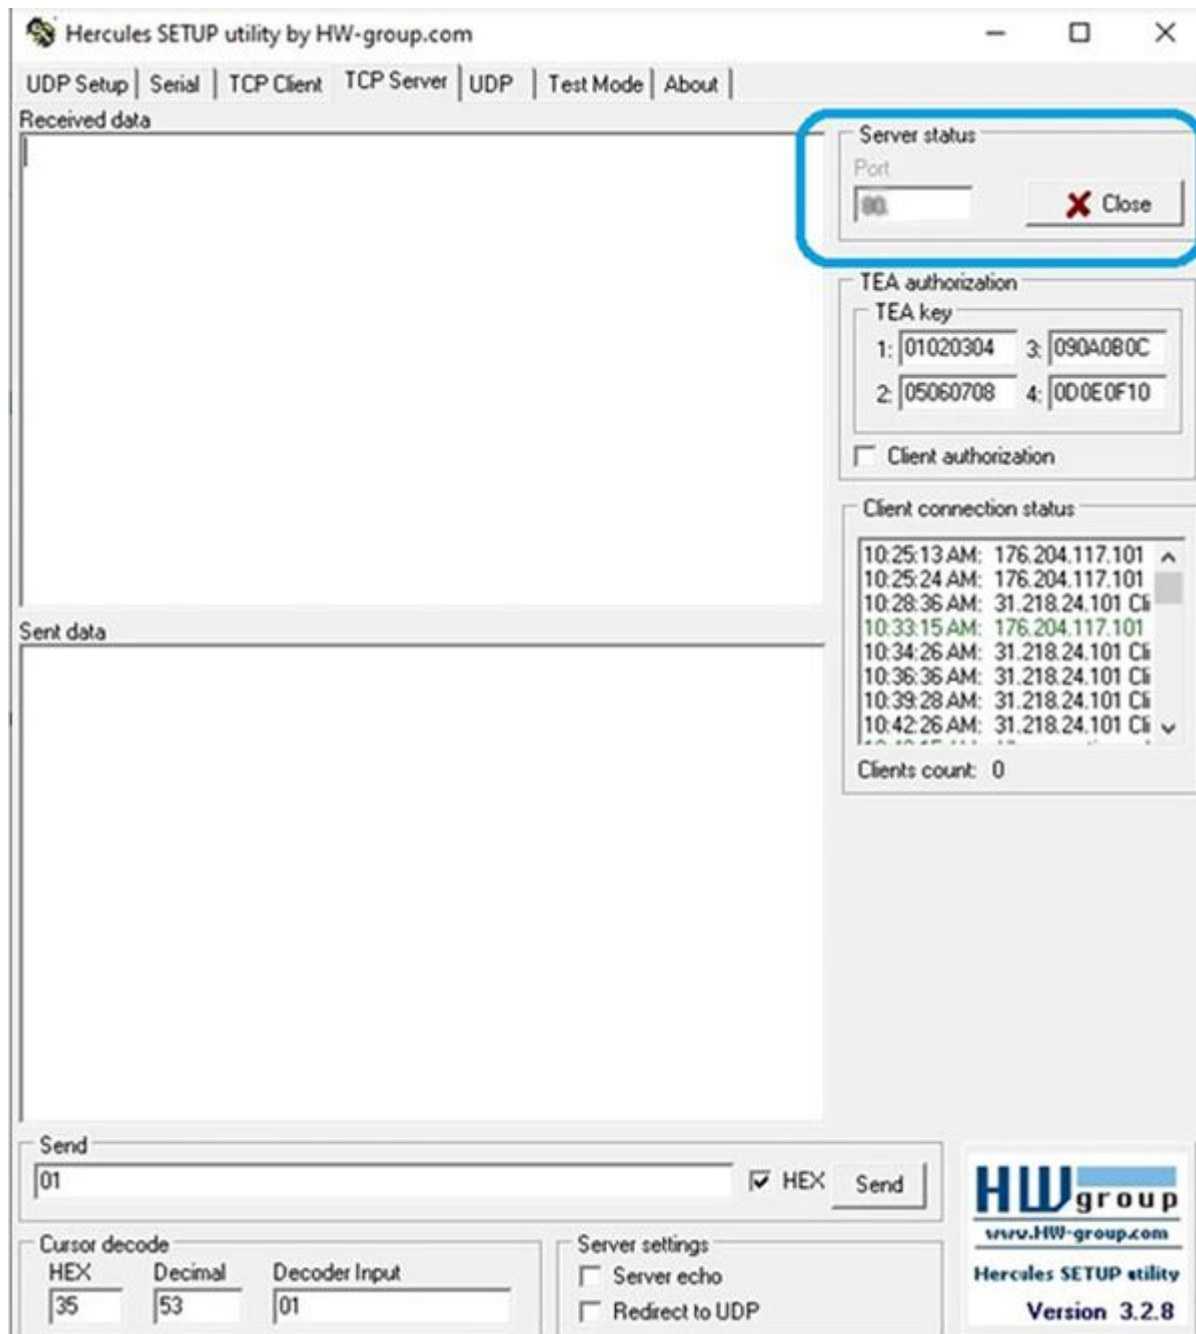 Hercules SETUP utility by HW-group.com
UDP Setup Serial TCP Client TCP Server UDP Test Mode About
Received data
Server status
Port
Close
TEA authorization
TEA key
1: 01020304 3: 090A0B0C
2: 05060708 4: 0D0E0F10
Client authorization
Client connection status
10:25:13 AM: 176.204.117.101
10:25:24 AM: 176.204.117.101
10:28:36 AM: 31.218.24.101 Cli
10:33:15 AM: 176.204.117.101
10:34:26 AM: 31.218.24.101 Cli
10:36:36 AM: 31.218.24.101 Cli
10:39:28 AM: 31.218.24.101 Cli
10:42:26 AM: 31.218.24.101 Cli
Clients count: 0
Sent data
Send
01 HEX Send
Cursor decode
HEX Decimal Decoder Input
35 53 01
Server settings
Server echo
Redirect to UDP
HW group
www.HW-group.com
Hercules SETUP utility
Version 3.2.8